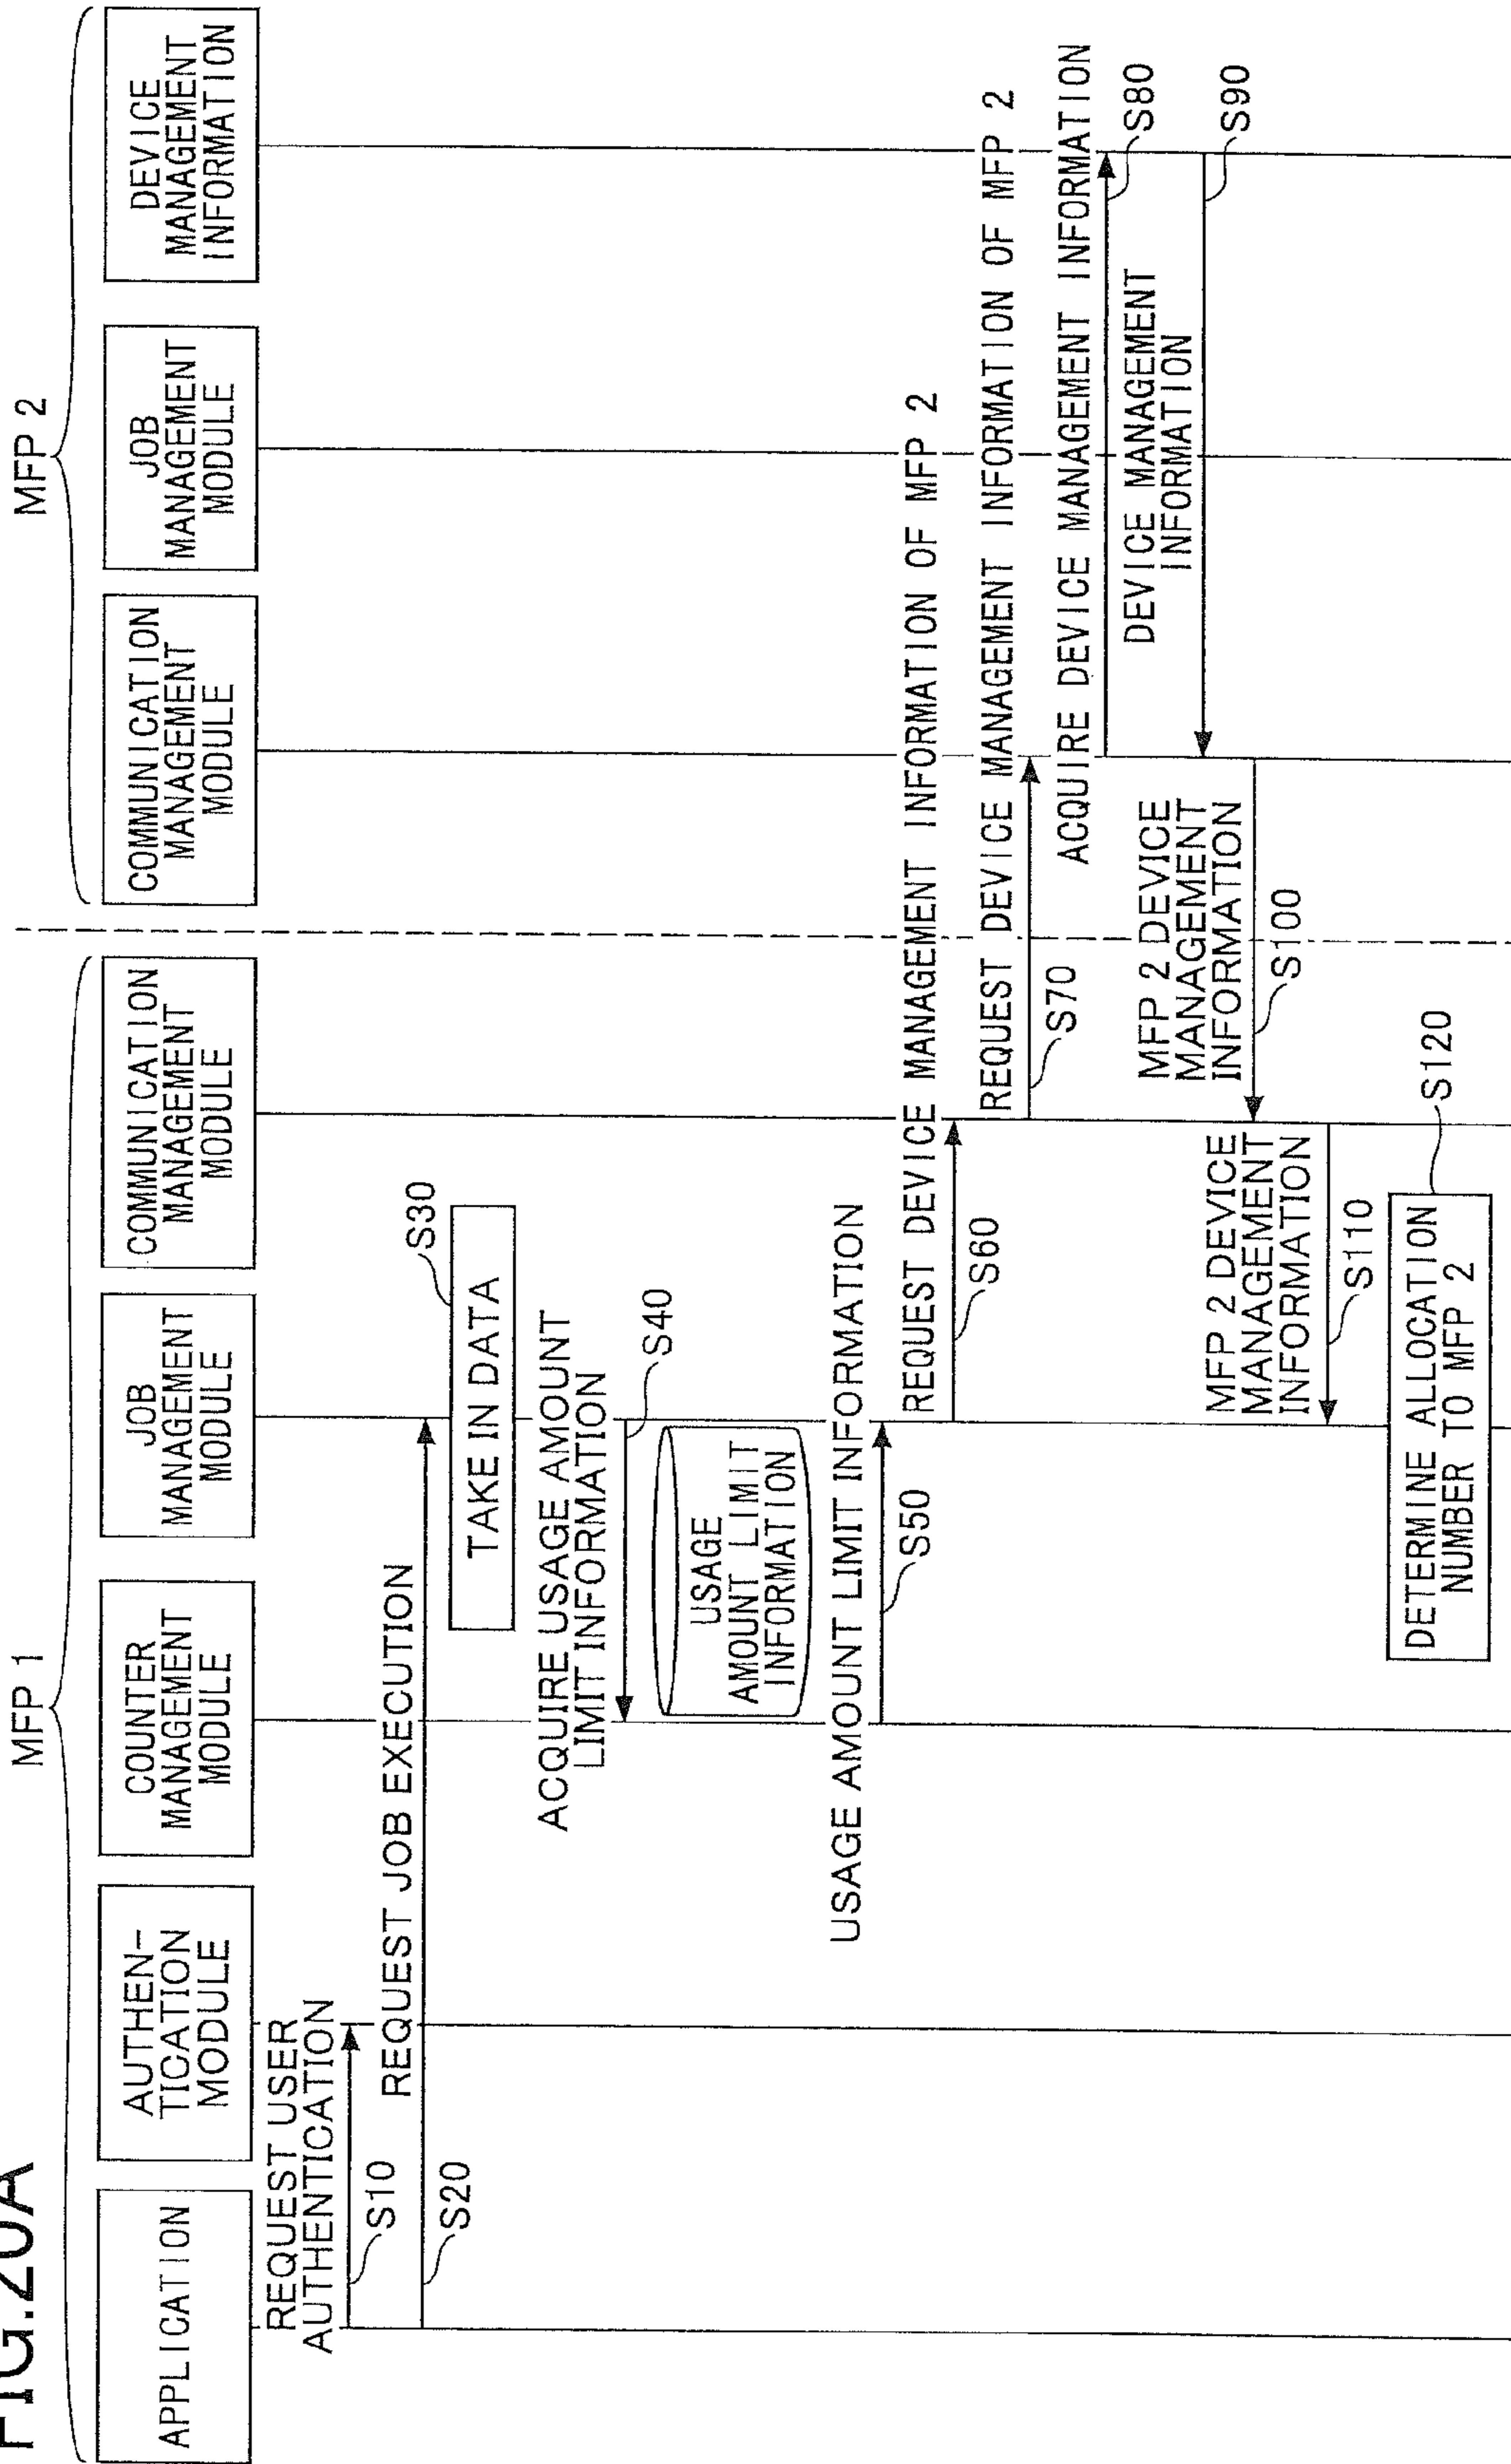 FIG.20A
MFP 1
MFP 2
APPLICATION
AUTHEN-
TICATION
MODULE
COUNTER
MANAGEMENT
MODULE
JOB
MANAGEMENT
MODULE
COMMUNICATION
MANAGEMENT
MODULE
COMMUNICATION
MANAGEMENT
MODULE
JOB
MANAGEMENT
MODULE
DEVICE
MANAGEMENT
INFORMATION
REQUEST USER
AUTHENTICATION
S10
REQUEST JOB EXECUTION
S20
S30
TAKE IN DATA
ACQUIRE USAGE AMOUNT
LIMIT INFORMATION
S40
USAGE
AMOUNT LIMIT
INFORMATION
USAGE AMOUNT LIMIT INFORMATION
S50
REQUEST DEVICE MANAGEMENT INFORMATION OF MFP 2
S60
REQUEST DEVICE MANAGEMENT INFORMATION OF MFP 2
S70
ACQUIRE DEVICE MANAGEMENT INFORMATION
S80
DEVICE MANAGEMENT
INFORMATION
S90
MFP 2 DEVICE
MANAGEMENT
INFORMATION
S100
MFP 2 DEVICE
MANAGEMENT
INFORMATION
S110
S120
DETERMINE ALLOCATION
NUMBER TO MFP 2